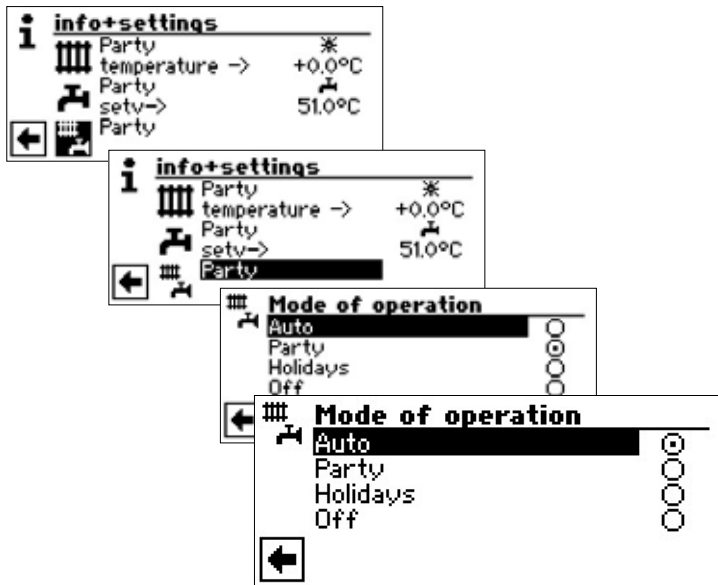 info+settings
Party
temperature -> +0.0°C
Party
setv-> 51.0°C
Party
info+settings
Party
temperature -> +0.0°C
Party
setv-> 51.0°C
Party
Mode of operation
Auto
Party
Holidays
Off
Mode of operation
Auto
Party
Holidays
Off